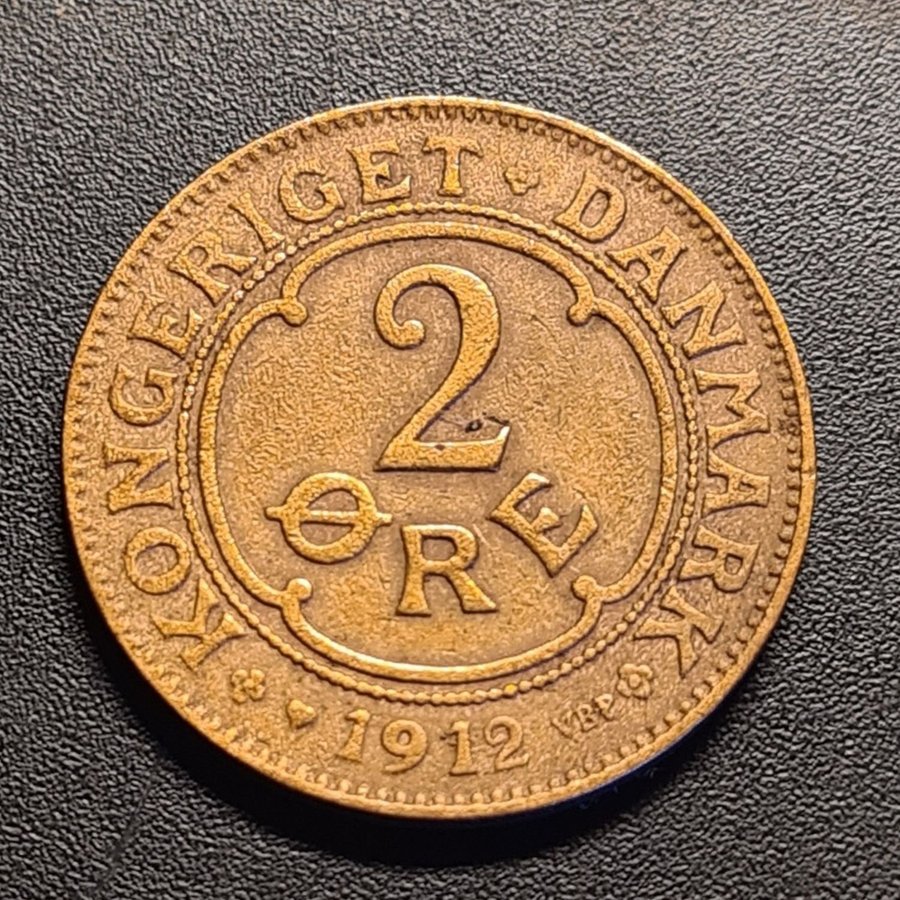 KONGERIGET DANMARK
2
ØRE
1912 VBP